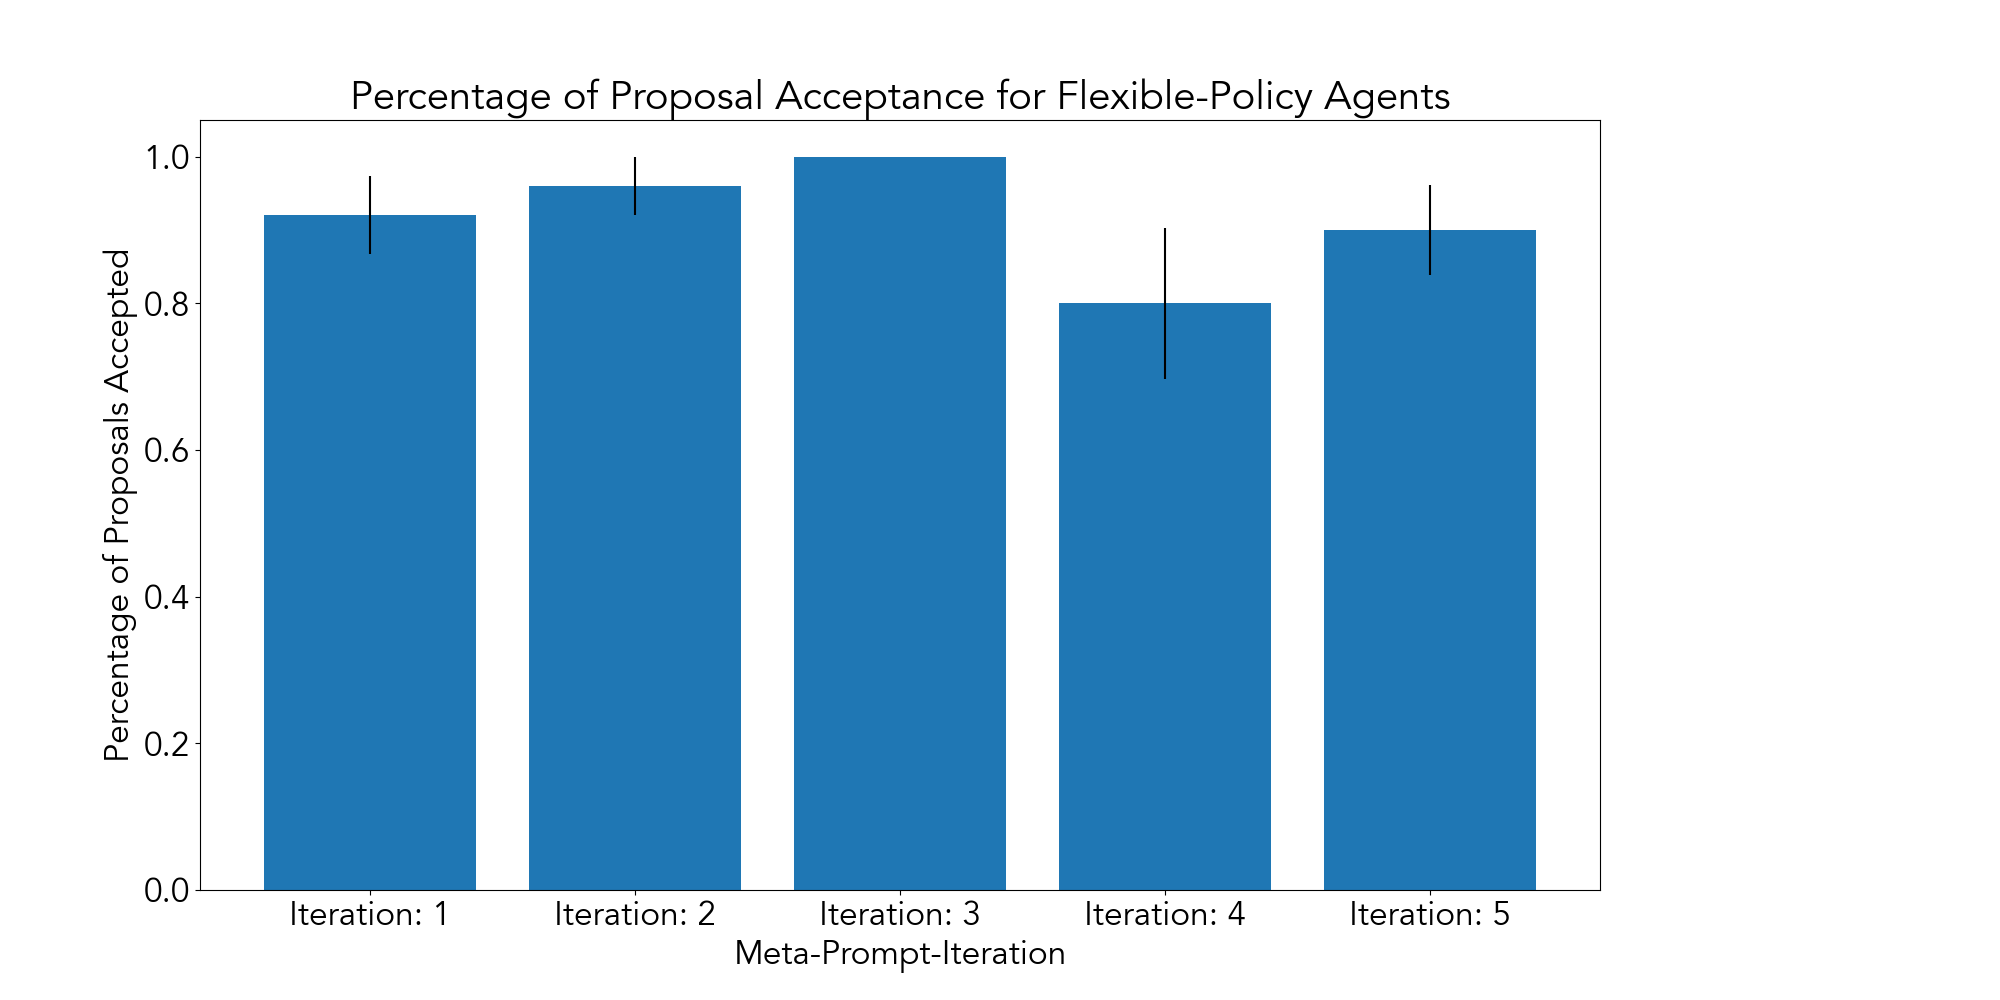 Percentage of Proposal Acceptance for Flexible-Policy Agents
Percentage of Proposals Accepted
1.0
0.8
0.6
0.4
0.2
0.0
Iteration: 1
Iteration: 2
Iteration: 3
Iteration: 4
Iteration: 5
Meta-Prompt-Iteration